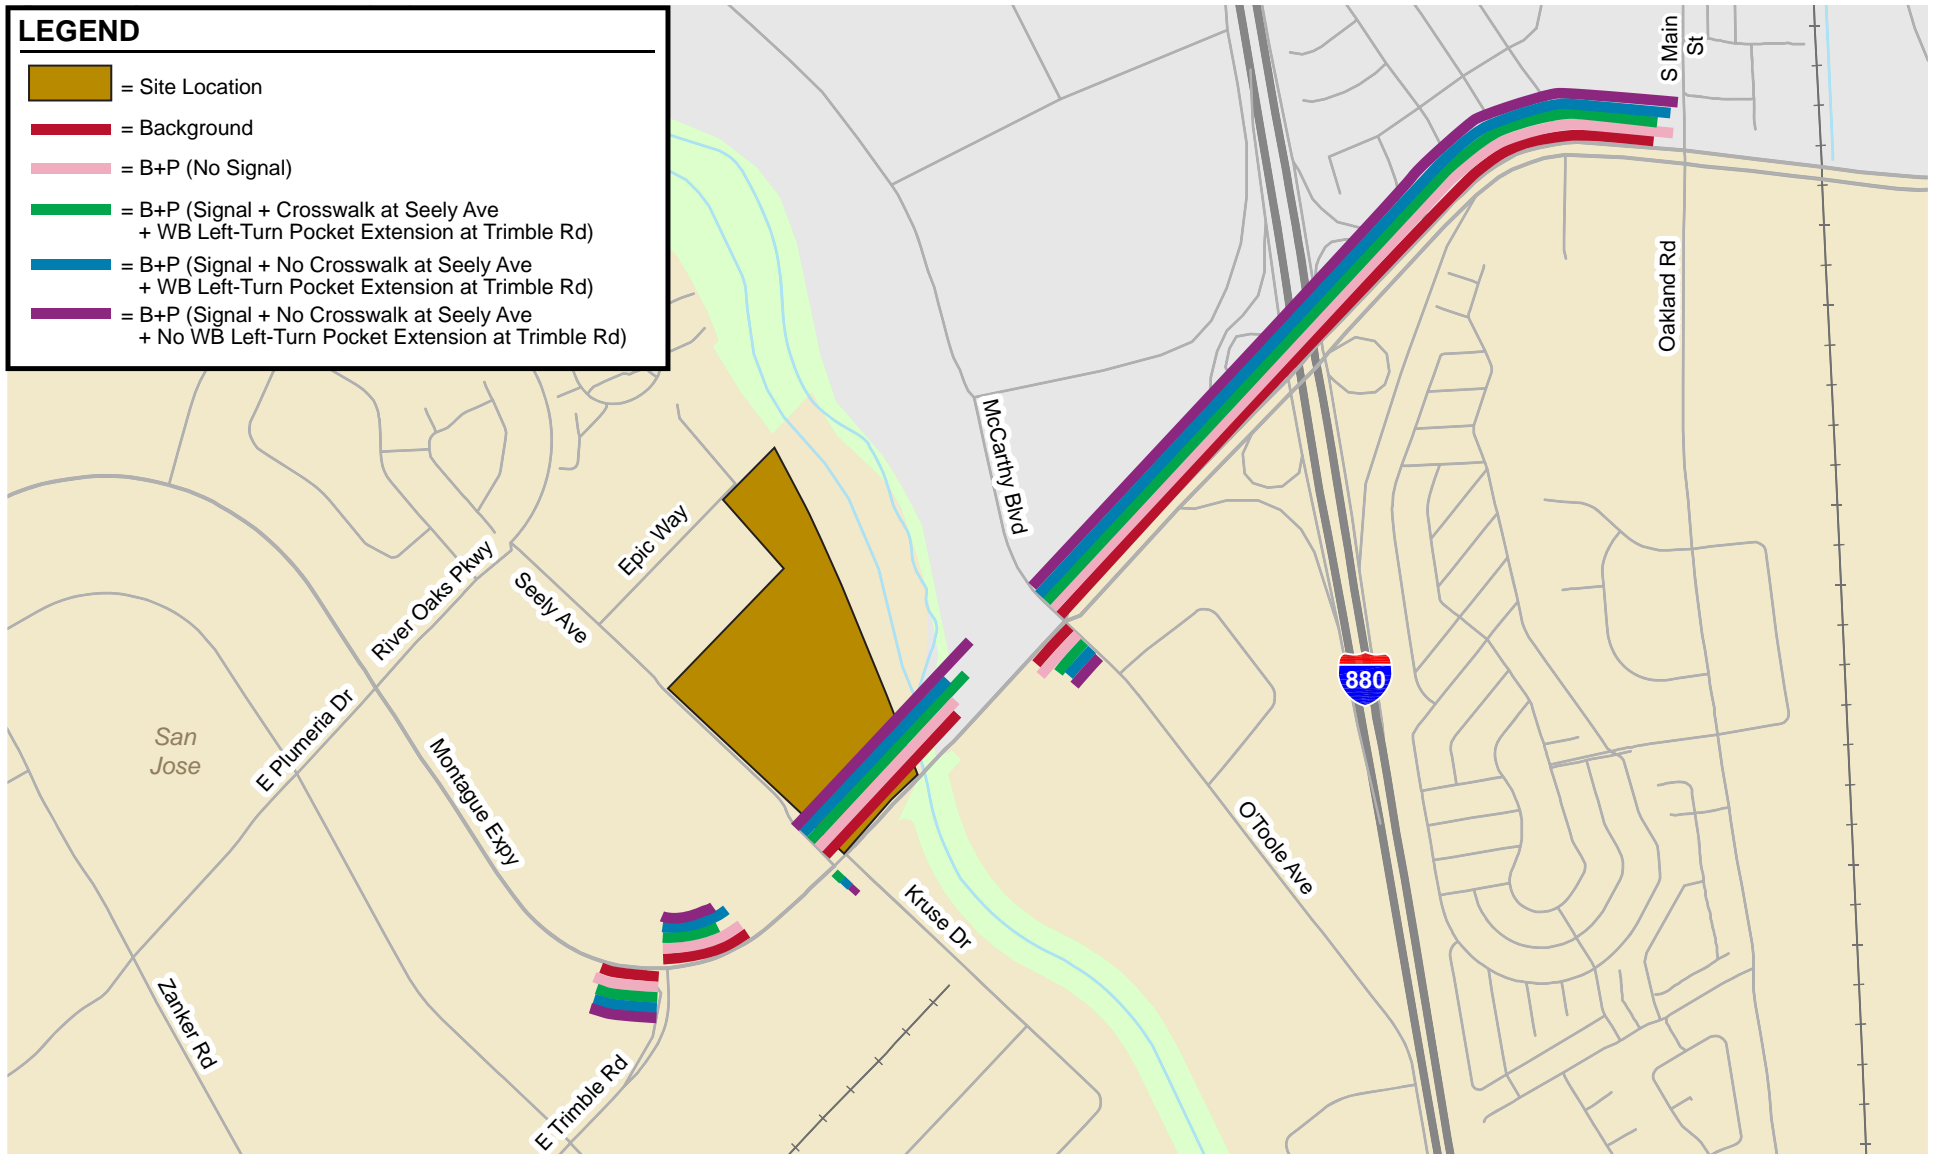 LEGEND
= Site Location
= Background
= B+P (No Signal)
= B+P (Signal + Crosswalk at Seely Ave
+ WB Left-Turn Pocket Extension at Trimble Rd)
= B+P (Signal + No Crosswalk at Seely Ave
+ WB Left-Turn Pocket Extension at Trimble Rd)
= B+P (Signal + No Crosswalk at Seely Ave
+ No WB Left-Turn Pocket Extension at Trimble Rd)
S Main
St
Oakland Rd
McCarthy Blvd
Epic Way
River Oaks Pkwy
Seely Ave
880
E Plumeria Dr
San
Jose
Montague Expy
O'Toole Ave
Kruse Dr
Zanker Rd
E Trimble Rd